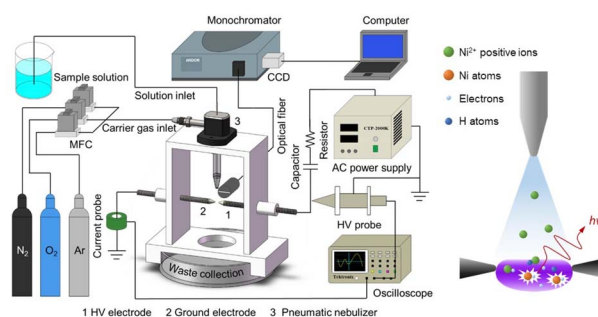 Monochromator
Computer
Sample solution
Solution inlet
CCD
3
Carrier gas inlet
MFC
Optical fiber
Capacitor
Resistor
CTP-2000K
AC power supply
Current probe
2
1
HV probe
N2
O2
Ar
Waste collection
Tektronix
Oscilloscope
1 HV electrode 2 Ground electrode 3 Pneumatic nebulizer
Ni2+ positive ions
Ni atoms
Electrons
H atoms
hν